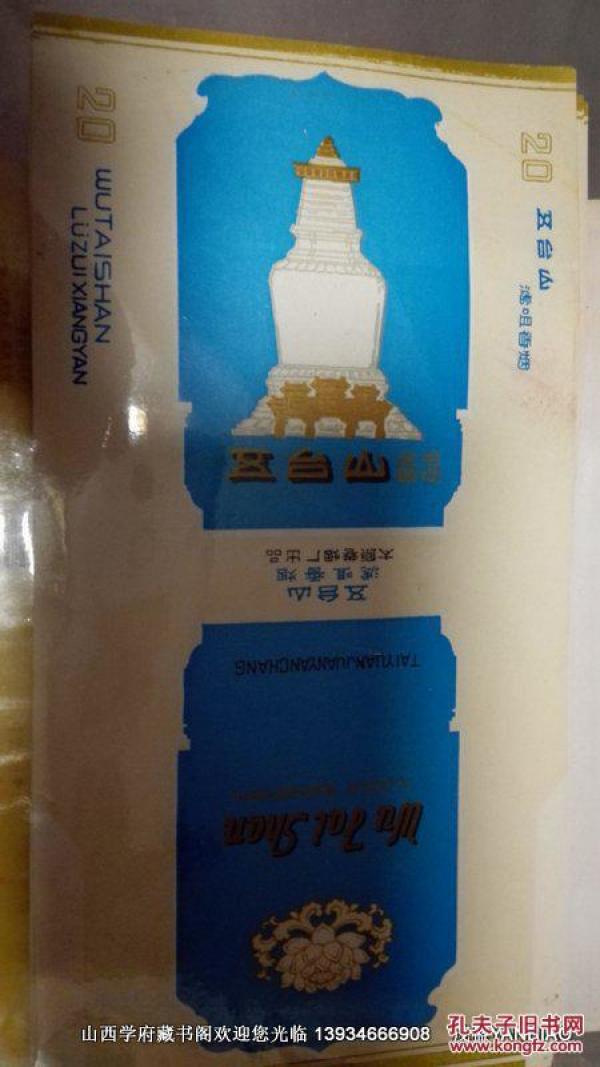 20
WUTAISHAN
LÜZUI XIANGYAN
20
五台山
滤咀香烟
五台山
五台山
滤咀香烟
太原卷烟厂出品
TAIYUANJUANYANCHANG
Wu Tai Shan
山西学府藏书阁欢迎您光临 13934666908
孔夫子旧书网
www.kongfz.com